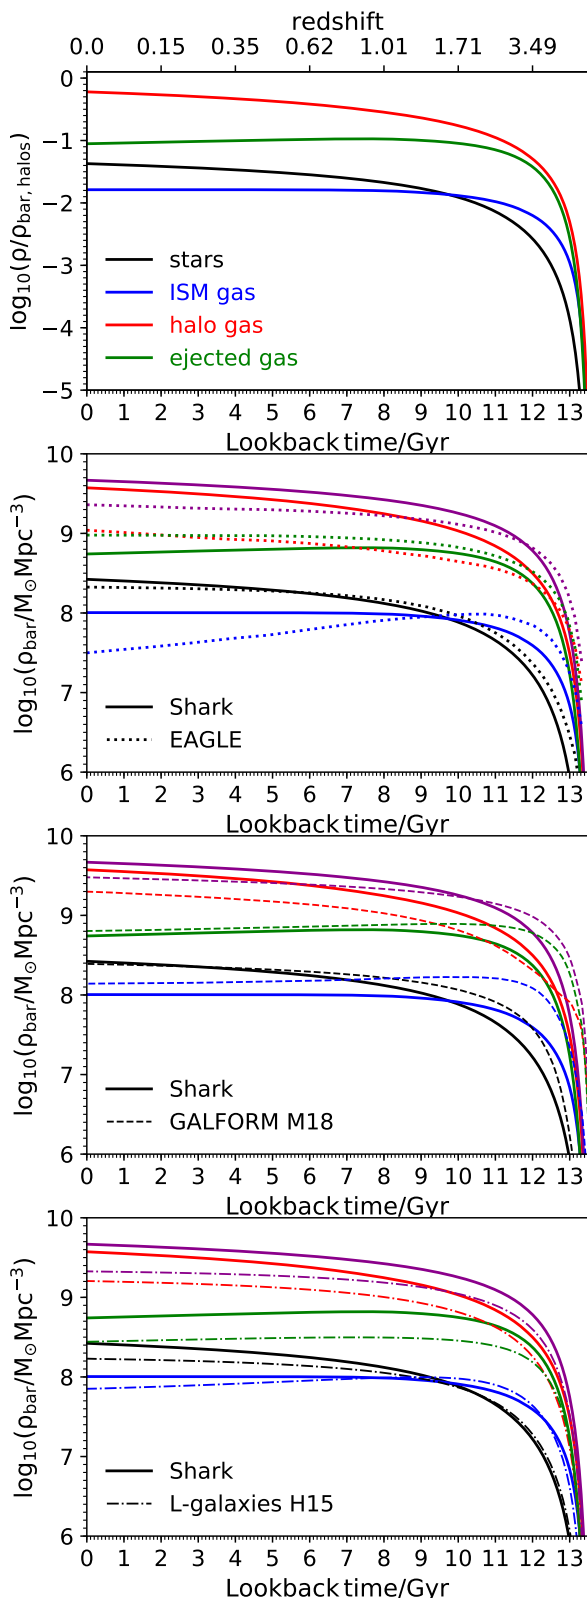 redshift
0.0 0.15 0.35 0.62 1.01 1.71 3.49
log₁₀(ρ/ρbar, halos)
0
−1
−2
−3
−4
−5
stars
ISM gas
halo gas
ejected gas
0 1 2 3 4 5 6 7 8 9 10 11 12 13
Lookback time/Gyr
log₁₀(ρbar/M⊙Mpc⁻³)
10
9
8
7
6
Shark
EAGLE
0 1 2 3 4 5 6 7 8 9 10 11 12 13
Lookback time/Gyr
log₁₀(ρbar/M⊙Mpc⁻³)
10
9
8
7
6
Shark
GALFORM M18
0 1 2 3 4 5 6 7 8 9 10 11 12 13
Lookback time/Gyr
log₁₀(ρbar/M⊙Mpc⁻³)
10
9
8
7
6
Shark
L-galaxies H15
0 1 2 3 4 5 6 7 8 9 10 11 12 13
Lookback time/Gyr